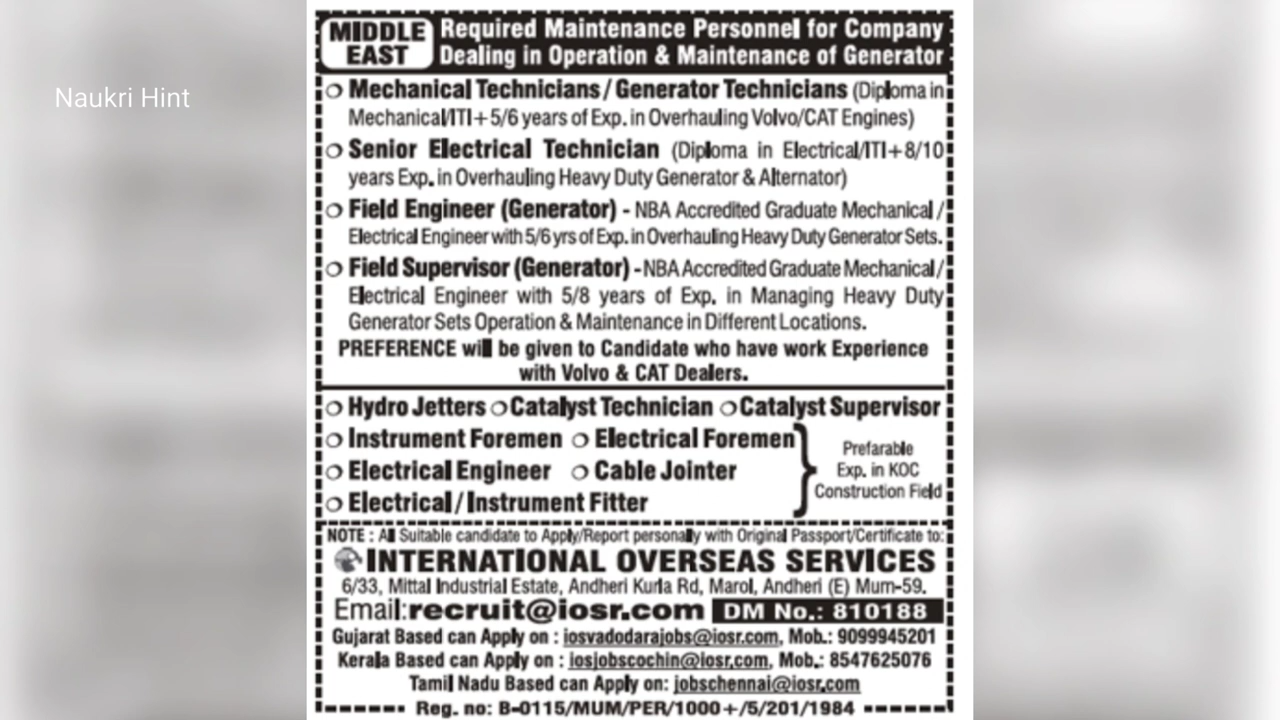 Naukri Hint
MIDDLE EAST
Required Maintenance Personnel for Company
Dealing in Operation & Maintenance of Generator
Mechanical Technicians / Generator Technicians (Diploma in
Mechanical/ITI+5/6 years of Exp. in Overhauling Volvo/CAT Engines)
Senior Electrical Technician (Diploma in Electrical/ITI+8/10
years Exp. in Overhauling Heavy Duty Generator & Alternator)
Field Engineer (Generator) - NBA Accredited Graduate Mechanical /
Electrical Engineer with 5/6 yrs of Exp. in Overhauling Heavy Duty Generator Sets.
Field Supervisor (Generator) - NBA Accredited Graduate Mechanical/
Electrical Engineer with 5/8 years of Exp. in Managing Heavy Duty
Generator Sets Operation & Maintenance in Different Locations.
PREFERENCE will be given to Candidate who have work Experience
with Volvo & CAT Dealers.
Hydro Jetters Catalyst Technician Catalyst Supervisor
Instrument Foremen Electrical Foremen
Electrical Engineer Cable Jointer
Electrical / Instrument Fitter
Prefarable
Exp. in KOC
Construction Field
NOTE : All Suitable candidate to Apply/Report personally with Original Passport/Certificate to:
INTERNATIONAL OVERSEAS SERVICES
6/33, Mittal Industrial Estate, Andheri Kurla Rd, Marol, Andheri (E) Mum-59.
Email:recruit@iosr.com DM No.: 810188
Gujarat Based can Apply on : iosvadodarajobs@iosr.com, Mob.: 9099945201
Kerala Based can Apply on : iosjobscochin@iosr.com, Mob.: 8547625076
Tamil Nadu Based can Apply on: jobschennai@iosr.com
Reg. no: B-0115/MUM/PER/1000+/5/201/1984